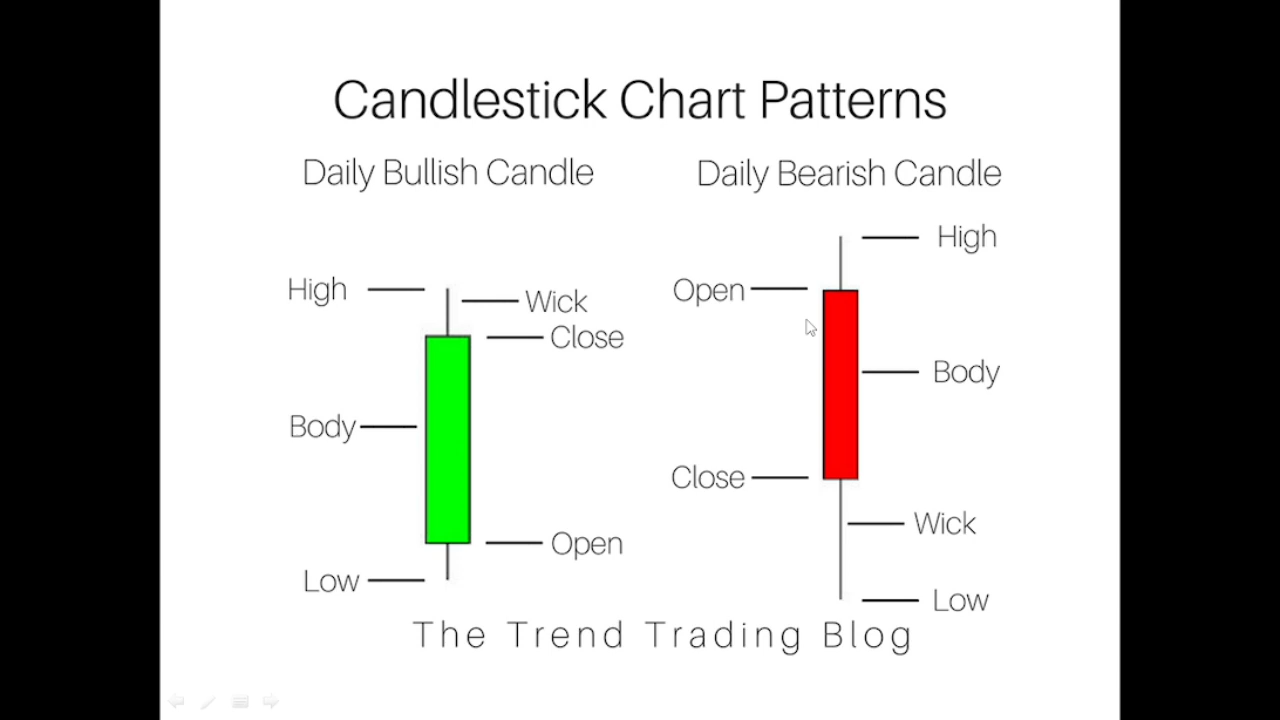 Candlestick Chart Patterns
Daily Bullish Candle
High
Wick
Close
Body
Open
Low
Daily Bearish Candle
High
Open
Body
Close
Wick
Low
The Trend Trading Blog